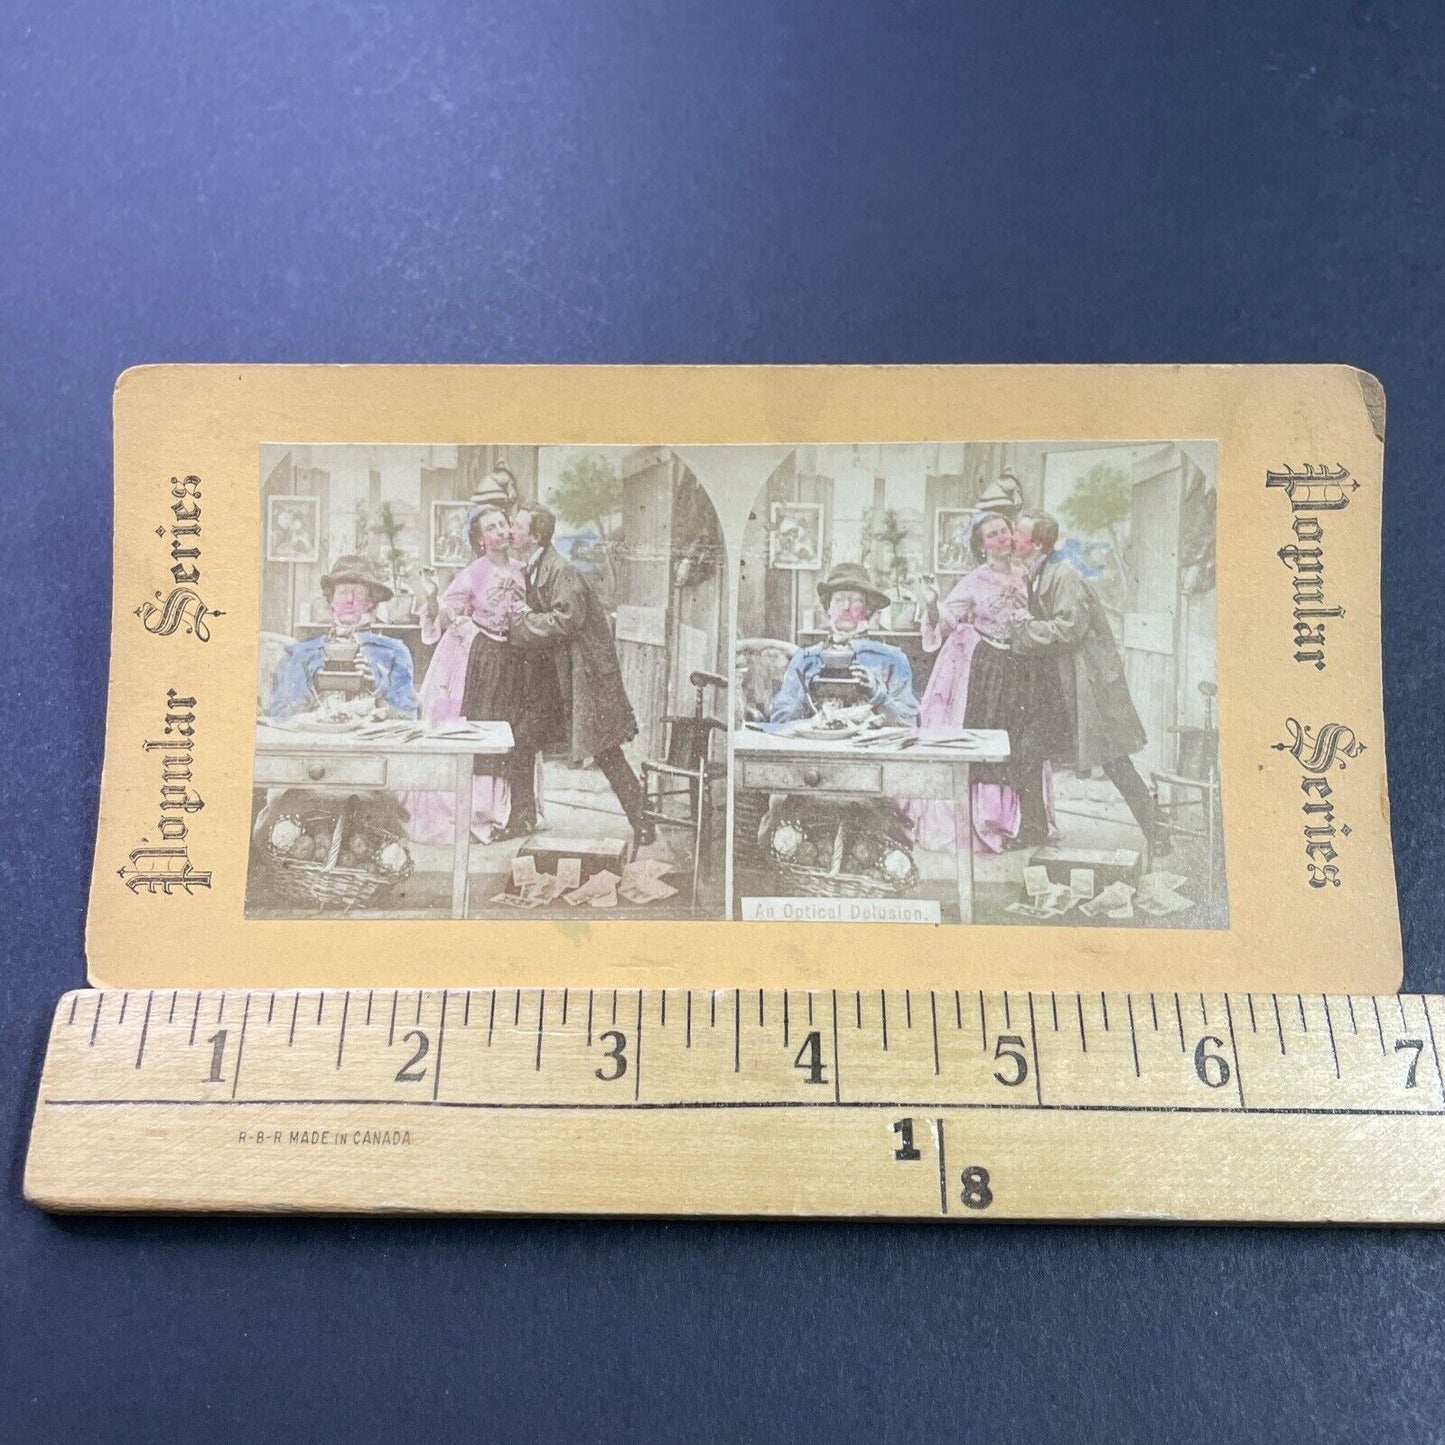 Popular Series
Popular Series
An Optical Delusion.
1 2 3 4 5 6 7
R-B-R MADE IN CANADA
1
8